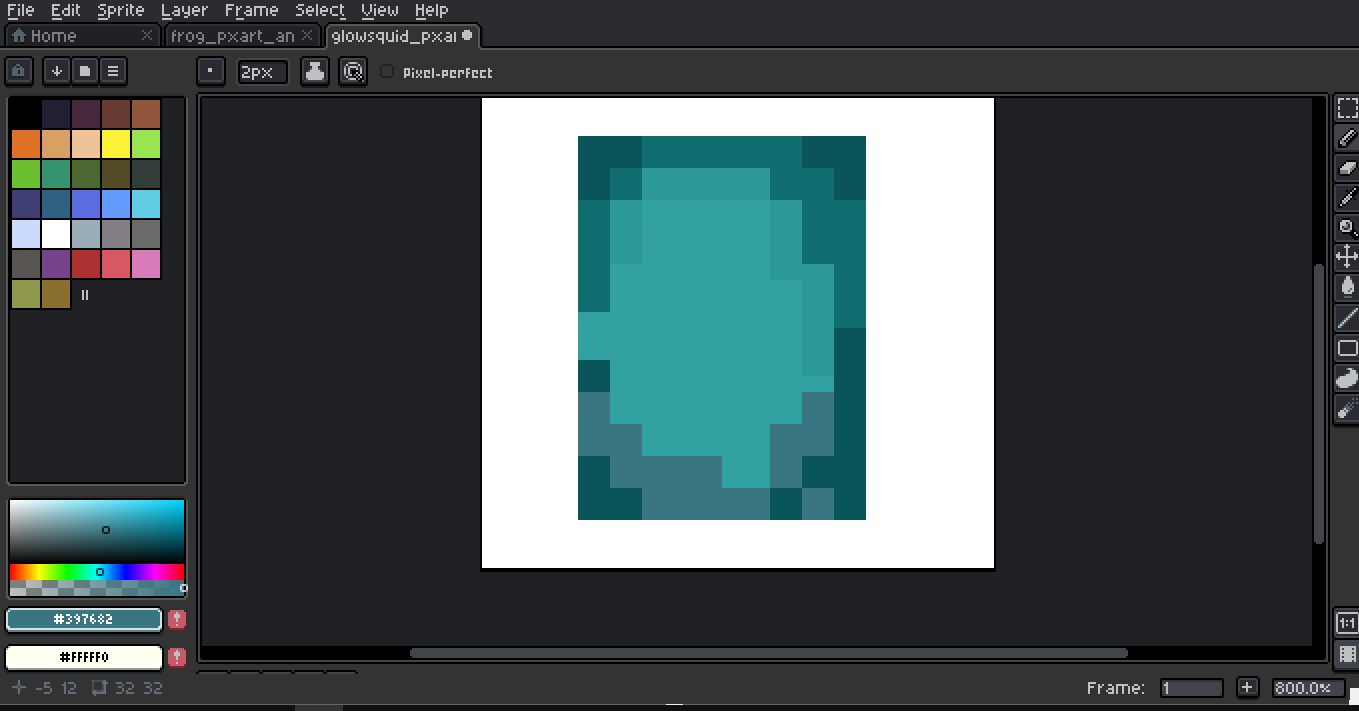 File Edit Sprite Layer Frame Select View Help
Home frog_pxart_an glowsquid_pxar
2px Pixel-perfect
#397682
#FFFFF0
-5 12 32 32
1:1
Frame: 1 800.0%